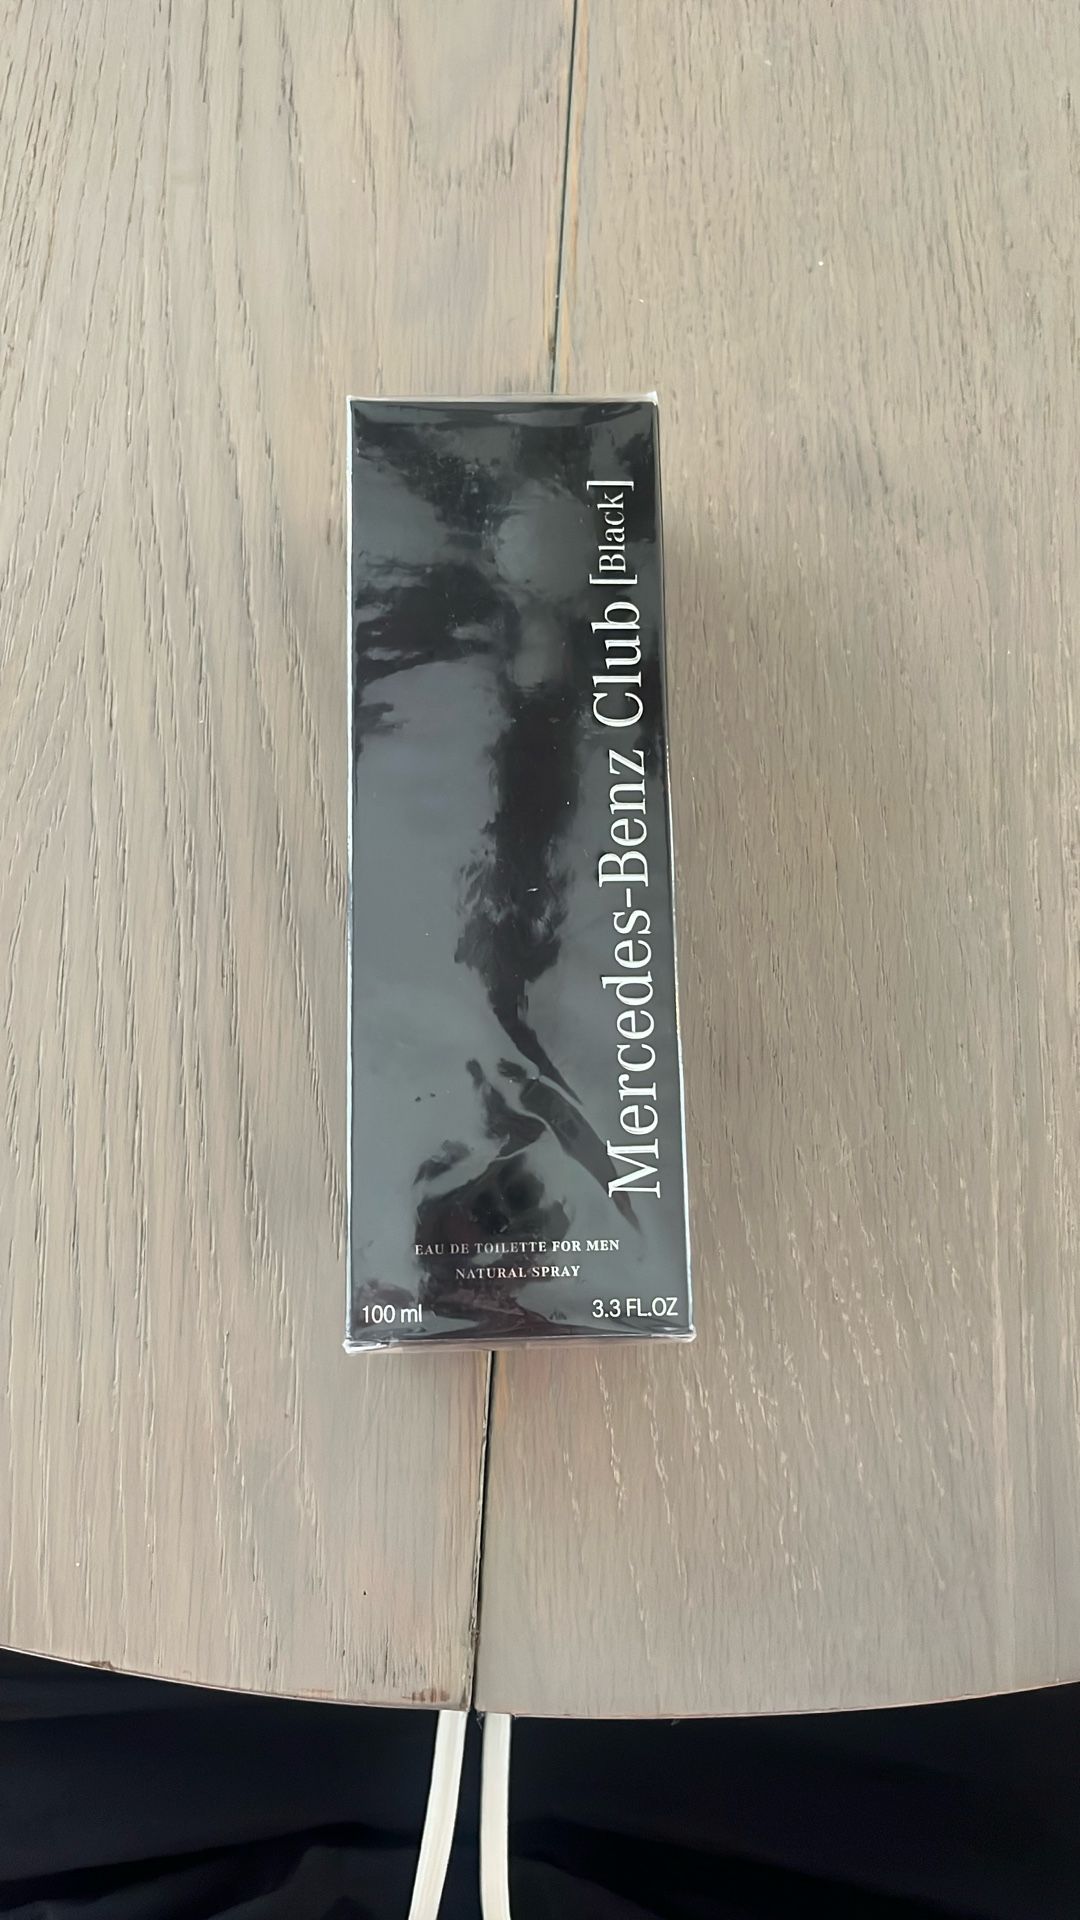 Mercedes-Benz Club [Black]
EAU DE TOILETTE FOR MEN
NATURAL SPRAY
100 ml
3.3 FL.OZ